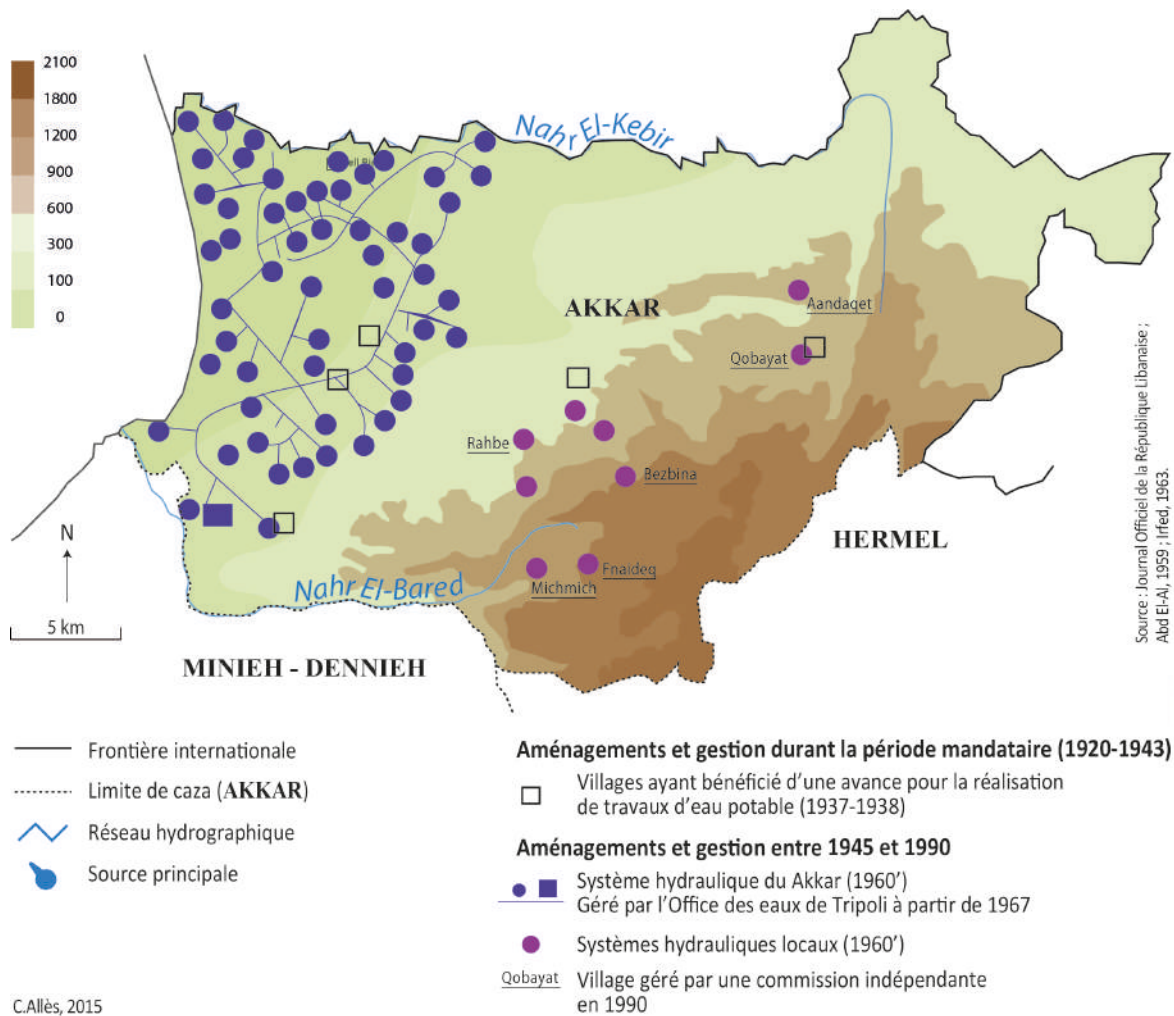 2100
1800
1200
900
600
300
100
0
Nahr El-Kebir
AKKAR
Aandaqet
Qobayat
Rahbe
Bezbina
HERMEL
Fnaideq
Michmich
Nahr El-Bared
N
5 km
MINIEH - DENNIEH
Source : Journal Officiel de la République Libanaise ;
Abd El-Al, 1959 ; Irfed, 1963.
Frontière internationale
Limite de caza (AKKAR)
Réseau hydrographique
Source principale
Aménagements et gestion durant la période mandataire (1920-1943)
Villages ayant bénéficié d'une avance pour la réalisation
de travaux d'eau potable (1937-1938)
Aménagements et gestion entre 1945 et 1990
Système hydraulique du Akkar (1960')
Géré par l'Office des eaux de Tripoli à partir de 1967
Systèmes hydrauliques locaux (1960')
Qobayat
Village géré par une commission indépendante
en 1990
C.Allès, 2015